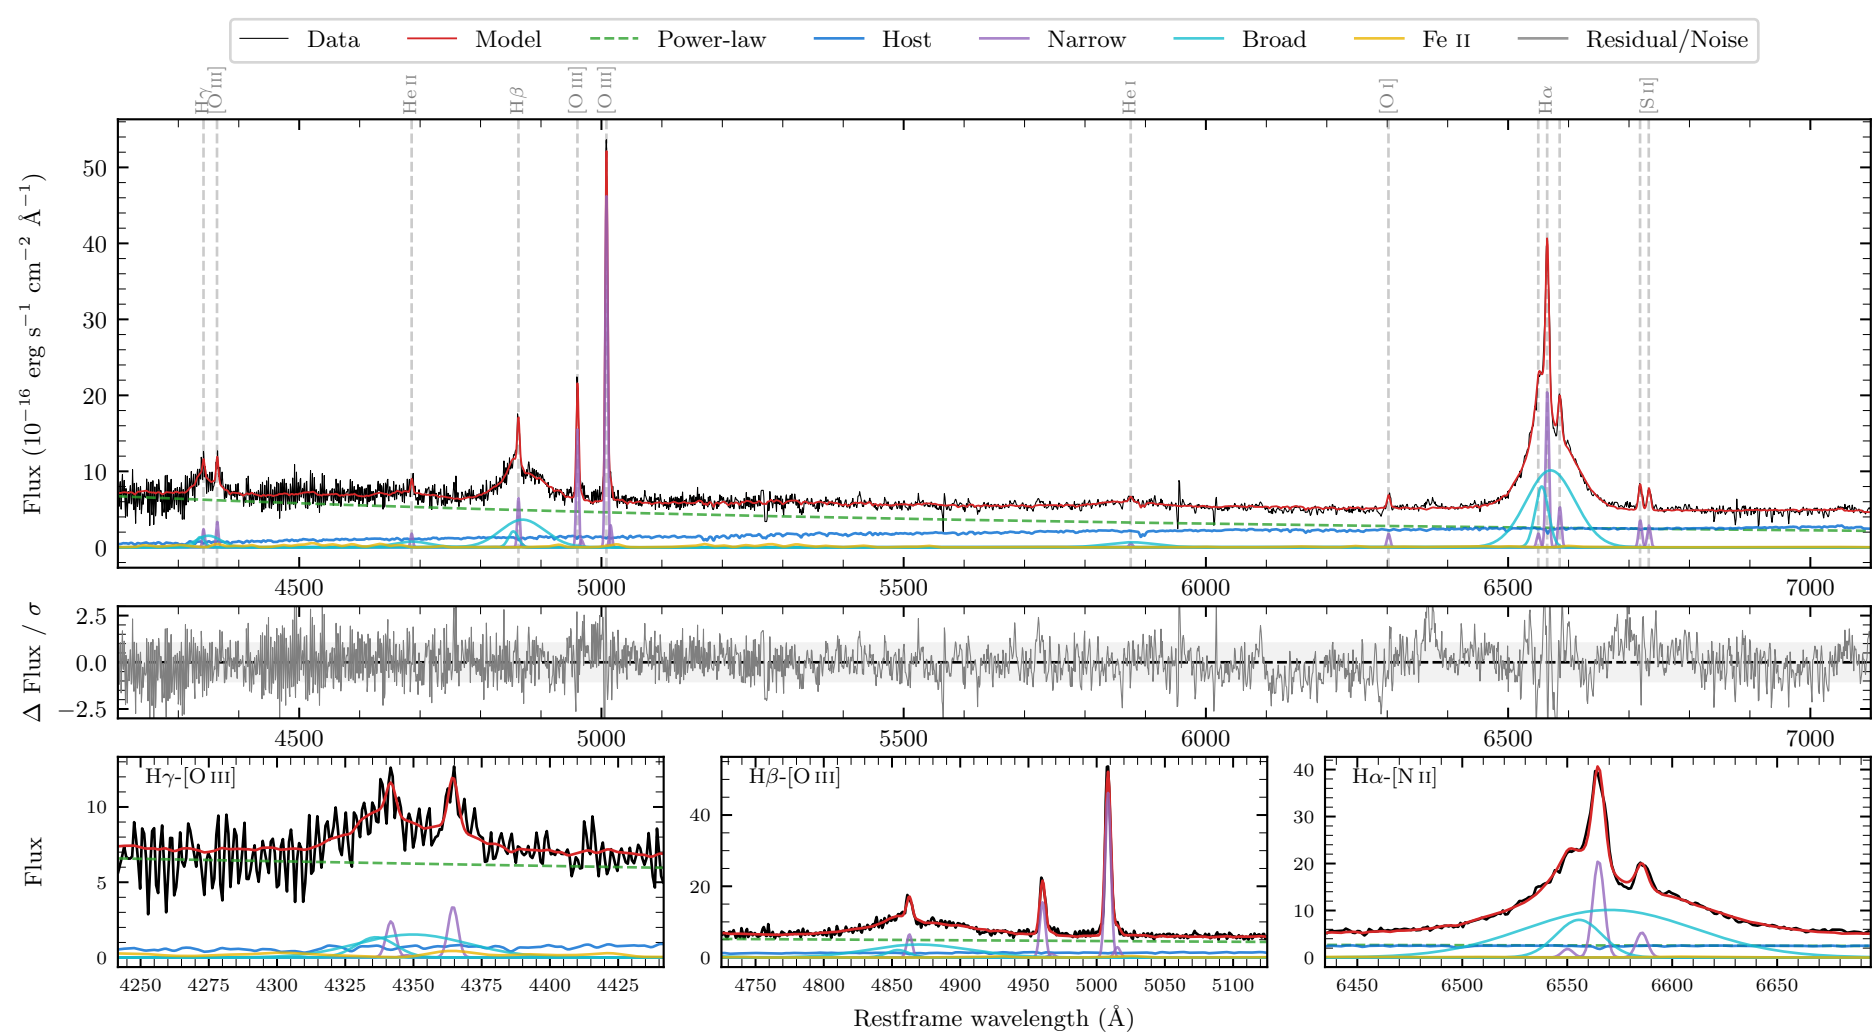 Data Model Power-law Host Narrow Broad Fe II Residual/Noise
Hγ [O III] He II Hβ [O III] [O III] He I [O I] Hα [S II]
Flux (10⁻¹⁶ erg s⁻¹ cm⁻² Å⁻¹)
50
40
30
20
10
0
4500 5000 5500 6000 6500 7000
Δ Flux / σ
2.5
0.0
−2.5
4500 5000 5500 6000 6500 7000
Flux
Hγ-[O III]
10
5
0
4250 4275 4300 4325 4350 4375 4400 4425
Hβ-[O III]
40
20
0
4750 4800 4850 4900 4950 5000 5050 5100
Hα-[N II]
40
30
20
10
0
6450 6500 6550 6600 6650
Restframe wavelength (Å)